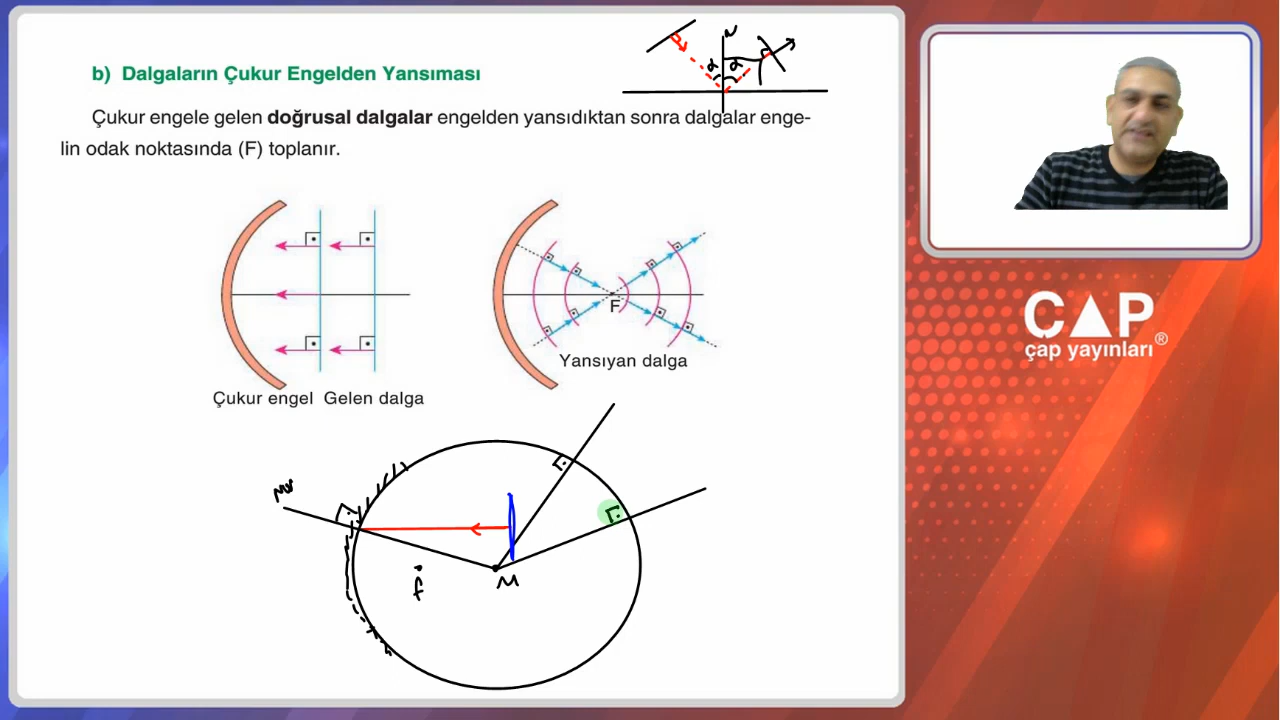 N
α α
b) Dalgaların Çukur Engelden Yansıması
Çukur engele gelen doğrusal dalgalar engelden yansıdıktan sonra dalgalar enge-
lin odak noktasında (F) toplanır.
F
Yansıyan dalga
Çukur engel Gelen dalga
ÇAP
çap yayınları®
f
M